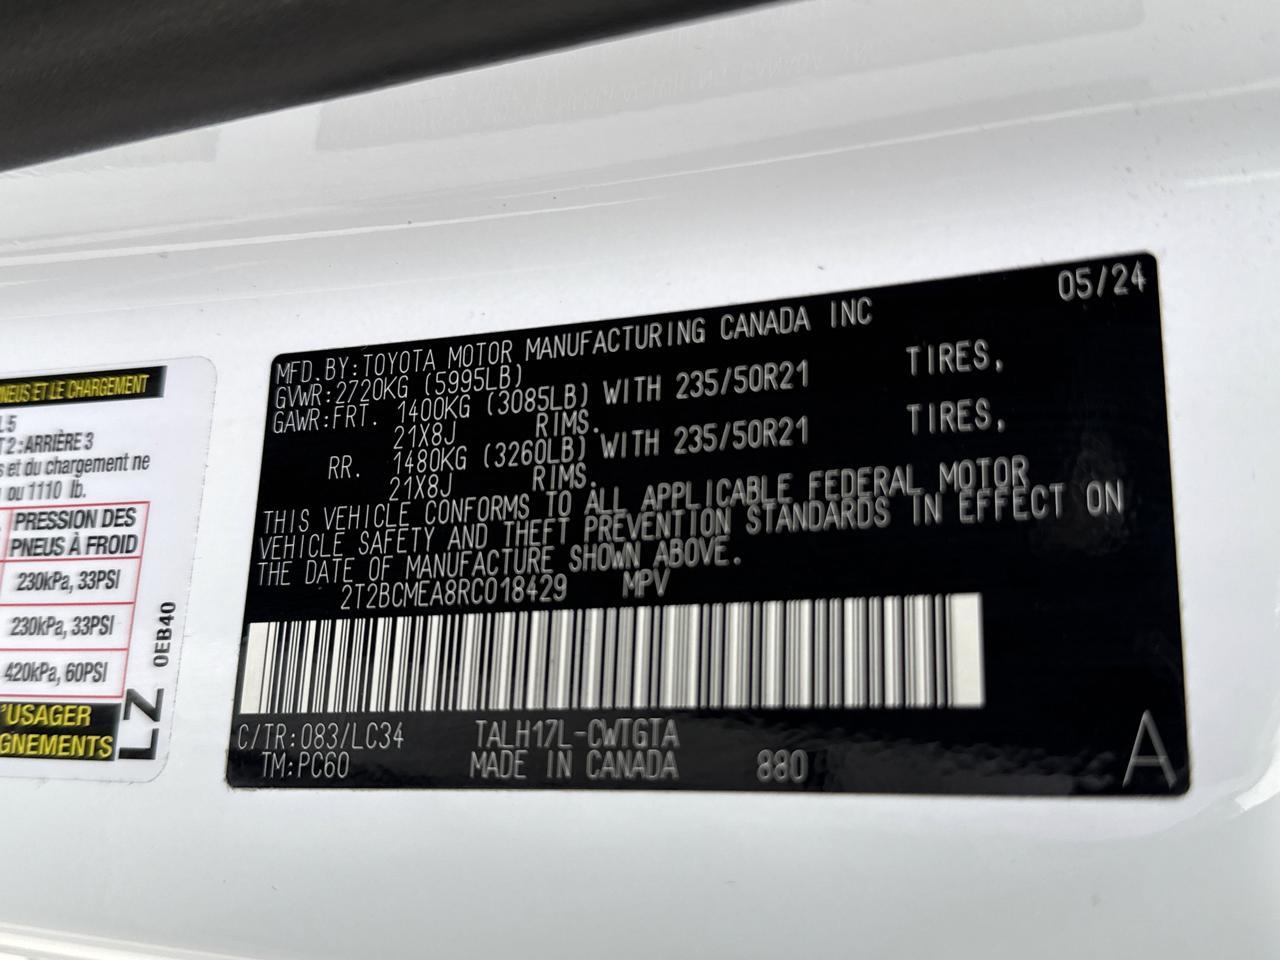 PNEUS ET LE CHARGEMENT
L5
T2:ARRIÈRE 3
et du chargement ne
ou 1110 lb.
PRESSION DES
PNEUS À FROID
230kPa, 33PSI
230kPa, 33PSI
420kPa, 60PSI
'USAGER
GNEMENTS
LZ 0EB40
05/24
MFD.BY:TOYOTA MOTOR MANUFACTURING CANADA INC
GVWR:2720KG (5995LB)
GAWR:FRT. 1400KG (3085LB) WITH 235/50R21 TIRES,
21X8J RIMS.
RR. 1480KG (3260LB) WITH 235/50R21 TIRES,
21X8J RIMS.
THIS VEHICLE CONFORMS TO ALL APPLICABLE FEDERAL MOTOR
VEHICLE SAFETY AND THEFT PREVENTION STANDARDS IN EFFECT ON
THE DATE OF MANUFACTURE SHOWN ABOVE.
2T2BCMEA8RC018429 MPV
C/TR:083/LC34 TALH17L-CWTGTA
TM:PC60 MADE IN CANADA 880
A